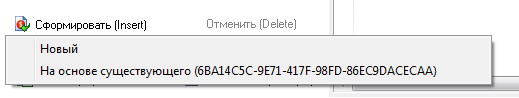 Сформировать (Insert) Отменить (Delete)
Новый
На основе существующего (6BA14C5C-9E71-417F-98FD-86EC9DACECAA)